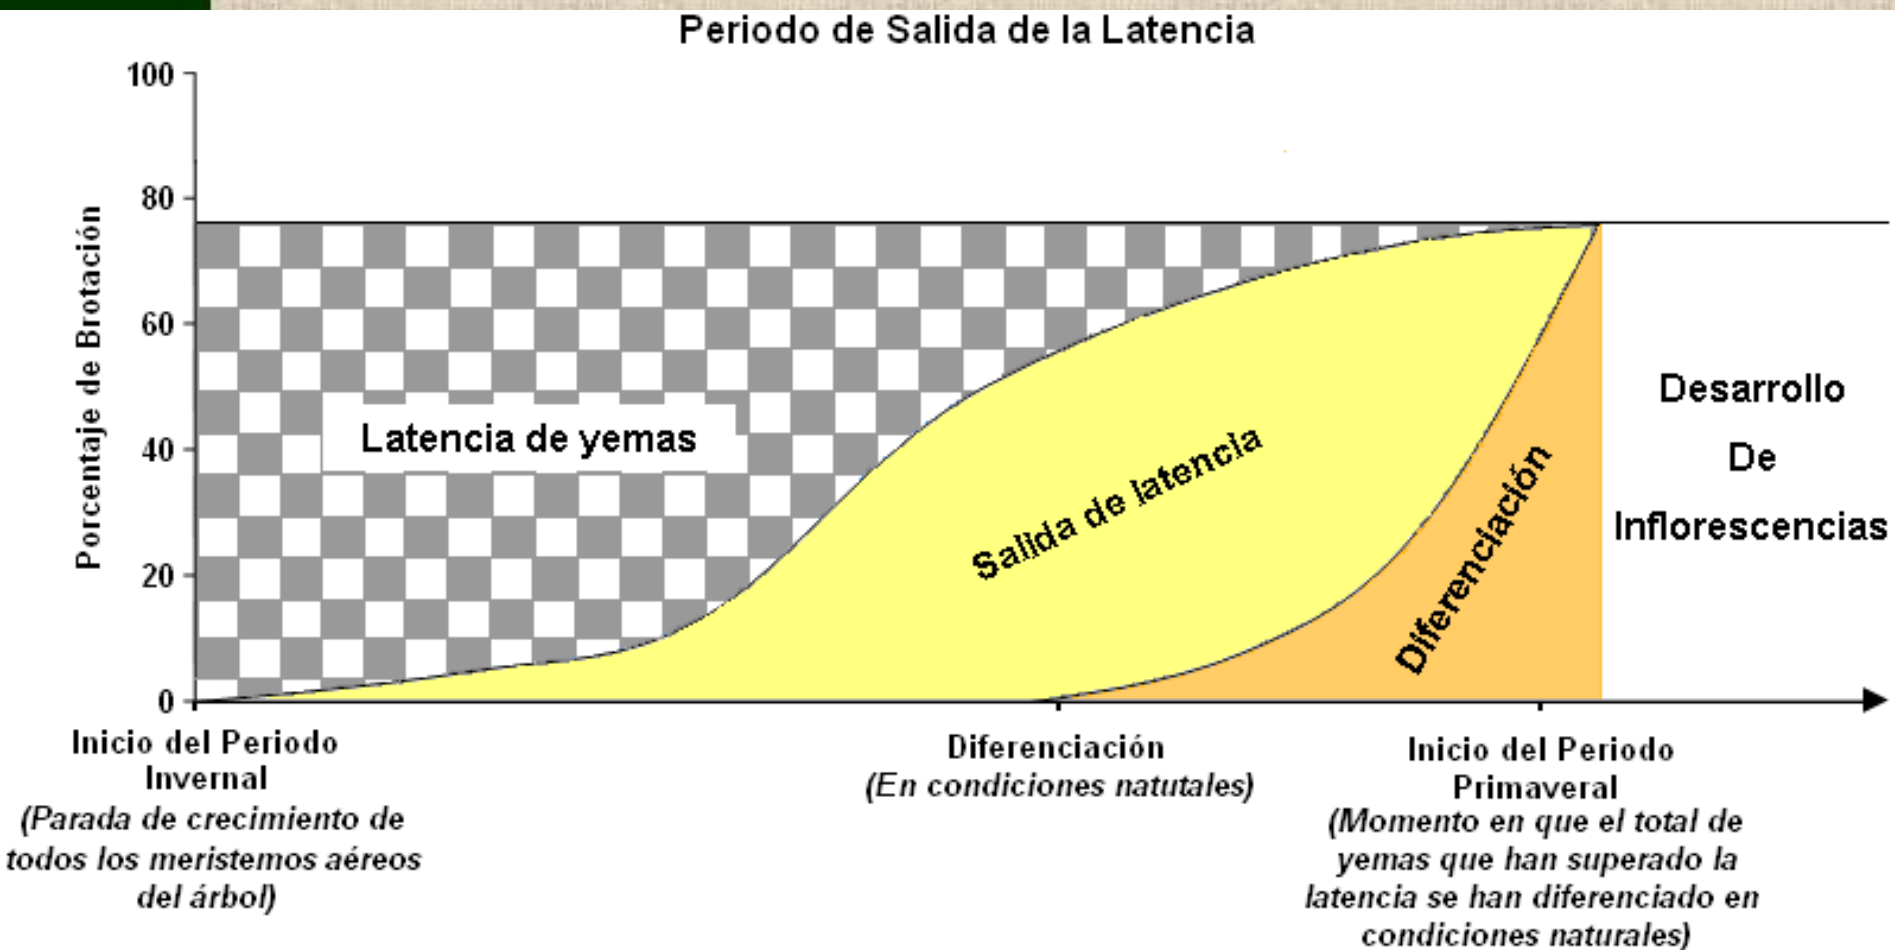 Periodo de Salida de la Latencia
100
80
60
40
20
0
Porcentaje de Brotación
Latencia de yemas
Salida de latencia
Diferenciación
Desarrollo
De
Inflorescencias
Inicio del Periodo
Invernal
(Parada de crecimiento de
todos los meristemos aéreos
del árbol)
Diferenciación
(En condiciones natutales)
Inicio del Periodo
Primaveral
(Momento en que el total de
yemas que han superado la
latencia se han diferenciado en
condiciones naturales)